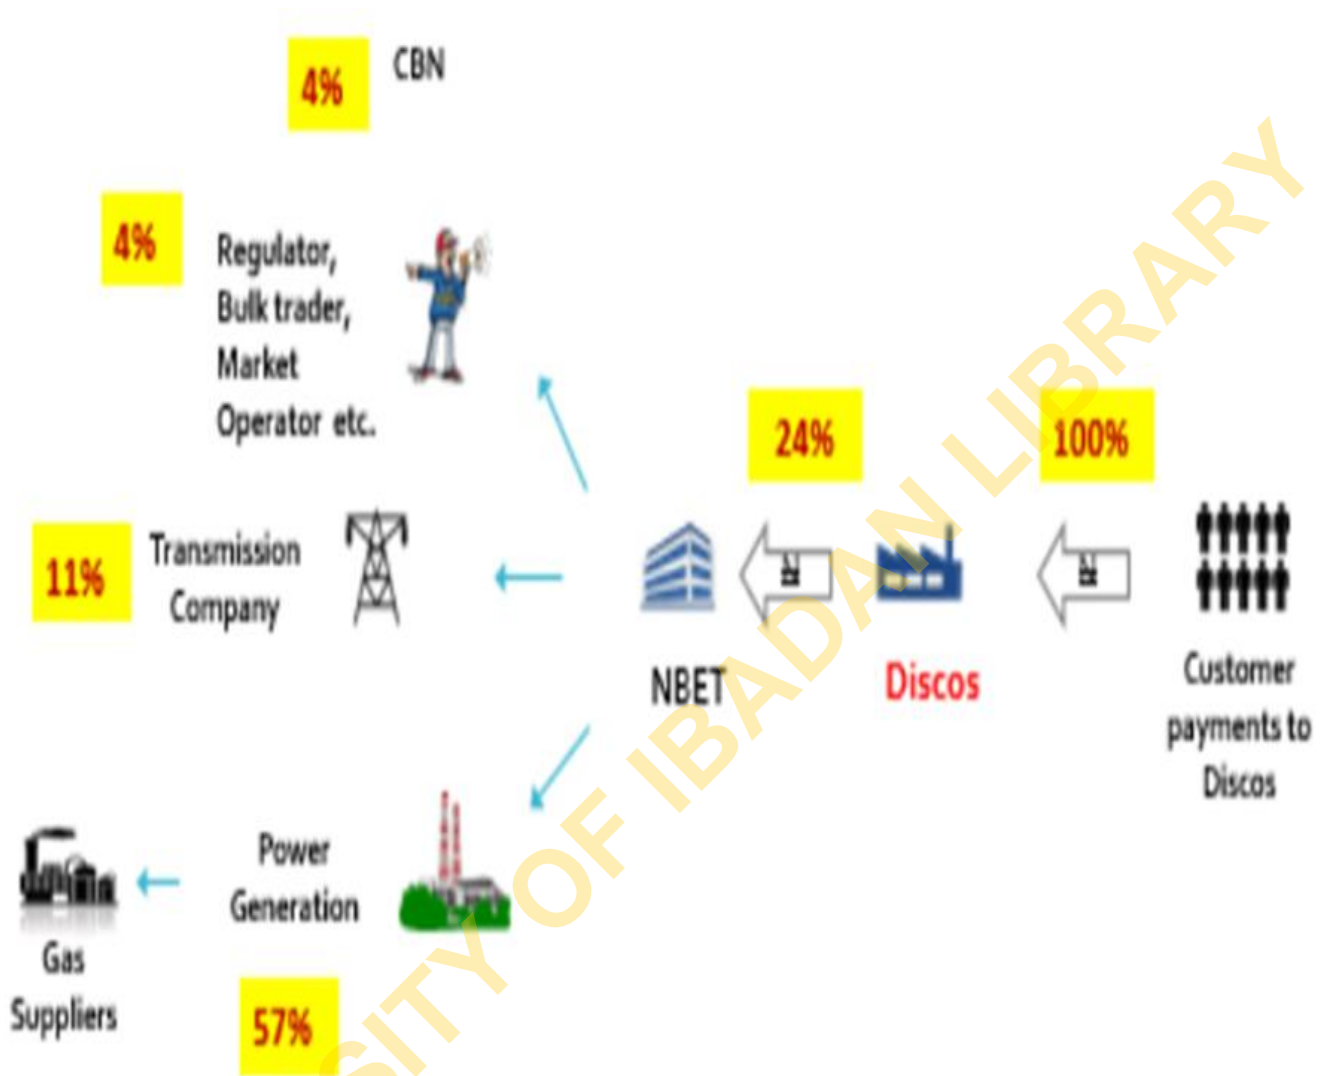 4%
CBN
4%
Regulator,
Bulk trader,
Market
Operator etc.
24%
100%
11%
Transmission
Company
NBET
Discos
Customer
payments to
Discos
Power
Generation
Gas
Suppliers
57%
SITY OF IBADAN LIBRARY